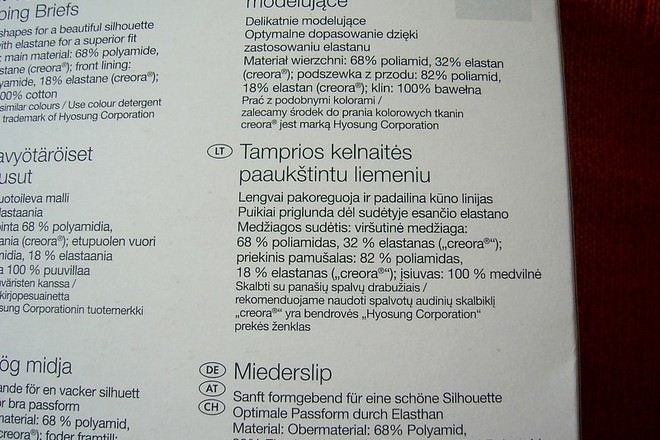 ping Briefs
shapes for a beautiful silhouette
with elastane for a superior fit
: main material: 68% polyamide,
stane (creora®); front lining:
yamide, 18% elastane (creora®);
00% cotton
similar colours / Use colour detergent
trademark of Hyosung Corporation
avyötäröiset
usut
uotoileva malli
lastaania
inta 68 % polyamidia,
ania (creora®); etupuolen vuori
midia, 18 % elastaania
a 100 % puuvillaa
väristen kanssa /
kirjopesuainetta
sung Corporationin tuotemerkki
ög midja
ande för en vacker silhuett
ör bra passform
material: 68 % polyamid,
creora®); foder framtill:
modelujące
Delikatnie modelujące
Optymalne dopasowanie dzięki
zastosowaniu elastanu
Materiał wierzchni: 68% poliamid, 32% elastan
(creora®); podszewka z przodu: 82% poliamid,
18% elastan (creora®); klin: 100% bawełna
Prać z podobnymi kolorami /
zalecamy środek do prania kolorowych tkanin
creora® jest marką Hyosung Corporation
LT Tamprios kelnaitės
paaukštintu liemeniu
Lengvai pakoreguoja ir padailina kūno linijas
Puikiai priglunda dėl sudėtyje esančio elastano
Medžiagos sudėtis: viršutinė medžiaga:
68 % poliamidas, 32 % elastanas („creora®“);
priekinis pamušalas: 82 % poliamidas,
18 % elastanas („creora®“); įsiuvas: 100 % medvilnė
Skalbti su panašių spalvų drabužiais /
rekomenduojame naudoti spalvotų audinių skalbiklį
„creora®“ yra bendrovės „Hyosung Corporation“
prekės ženklas
DE Miederslip
AT
CH
Sanft formgebend für eine schöne Silhouette
Optimale Passform durch Elasthan
Material: Obermaterial: 68% Polyamid,